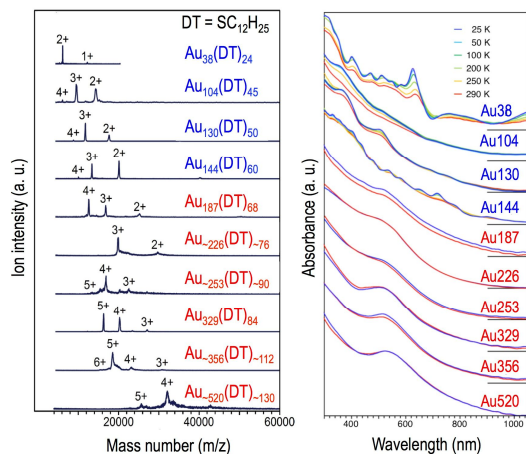 DT = SC12H25
2+
1+
Au38(DT)24
4+ 3+ 2+
Au104(DT)45
3+
4+ 2+
Au130(DT)50
4+ 3+ 2+
Au144(DT)60
4+ 3+ 2+
Au187(DT)68
3+ 2+
Au~226(DT)~76
4+
5+ 3+
Au~253(DT)~90
5+ 4+ 3+
Au329(DT)84
5+
6+ 4+ 3+
Au~356(DT)~112
4+
5+
Au~520(DT)~130
20000 40000 60000
Mass number (m/z)
Ion intensity (a. u.)
25 K
50 K
100 K
200 K
250 K
290 K
Au38
Au104
Au130
Au144
Au187
Au226
Au253
Au329
Au356
Au520
400 600 800 1000
Wavelength (nm)
Absorbance (a. u.)